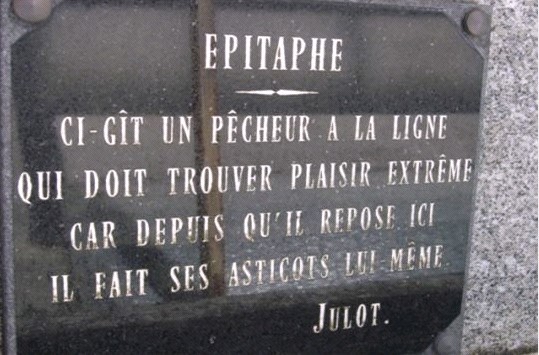 EPITAPHE
CI-GÎT UN PÊCHEUR A LA LIGNE
QUI DOIT TROUVER PLAISIR EXTRÊME
CAR DEPUIS QU'IL REPOSE ICI
IL FAIT SES ASTICOTS LUI-MÊME.
JULOT.